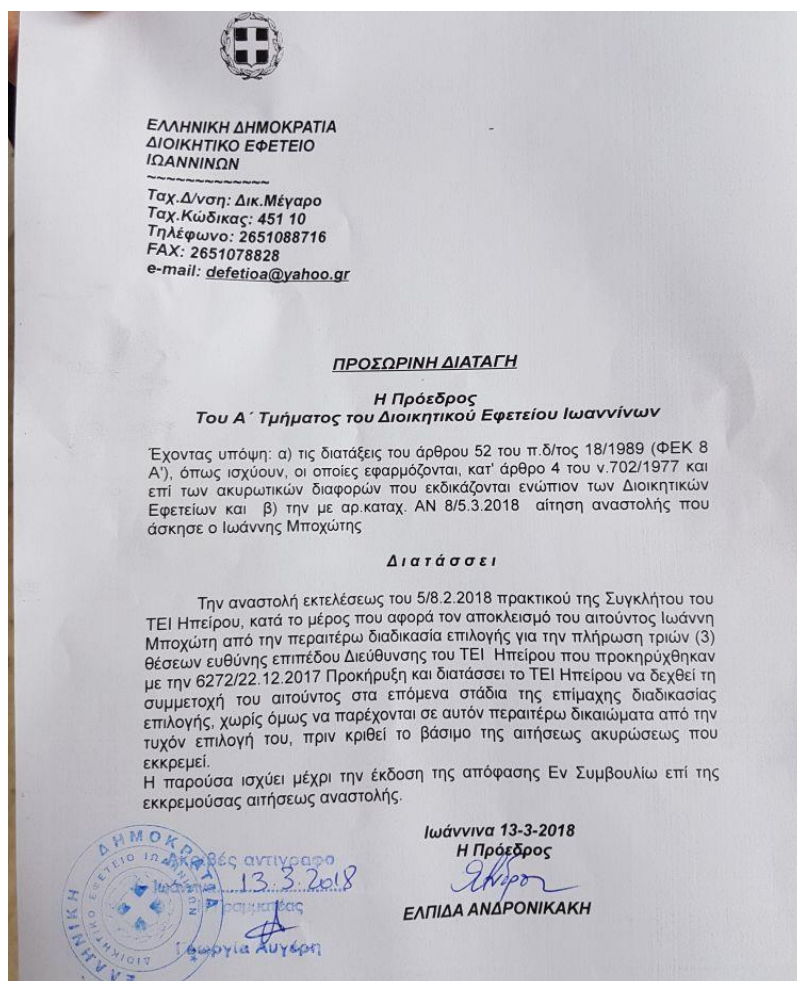 ΕΛΛΗΝΙΚΗ ΔΗΜΟΚΡΑΤΙΑ
ΔΙΟΙΚΗΤΙΚΟ ΕΦΕΤΕΙΟ
ΙΩΑΝΝΙΝΩΝ
~~~~~~~~~~~~~
Ταχ.Δ/νση: Δικ.Μέγαρο
Ταχ.Κώδικας: 451 10
Τηλέφωνο: 2651088716
FAX: 2651078828
e-mail: defetioa@yahoo.gr
ΠΡΟΣΩΡΙΝΗ ΔΙΑΤΑΓΗ
Η Πρόεδρος
Του Α΄ Τμήματος του Διοικητικού Εφετείου Ιωαννίνων
Έχοντας υπόψη: α) τις διατάξεις του άρθρου 52 του π.δ/τος 18/1989 (ΦΕΚ 8
Α'), όπως ισχύουν, οι οποίες εφαρμόζονται, κατ' άρθρο 4 του ν.702/1977 και
επί των ακυρωτικών διαφορών που εκδικάζονται ενώπιον των Διοικητικών
Εφετείων και β) την με αρ.καταχ. ΑΝ 8/5.3.2018 αίτηση αναστολής που
άσκησε ο Ιωάννης Μποχώτης
Διατάσσει
Την αναστολή εκτελέσεως του 5/8.2.2018 πρακτικού της Συγκλήτου του
ΤΕΙ Ηπείρου, κατά το μέρος που αφορά τον αποκλεισμό του αιτούντος Ιωάννη
Μποχώτη από την περαιτέρω διαδικασία επιλογής για την πλήρωση τριών (3)
θέσεων ευθύνης επιπέδου Διεύθυνσης του ΤΕΙ Ηπείρου που προκηρύχθηκαν
με την 6272/22.12.2017 Προκήρυξη και διατάσσει το ΤΕΙ Ηπείρου να δεχθεί τη
συμμετοχή του αιτούντος στα επόμενα στάδια της επίμαχης διαδικασίας
επιλογής, χωρίς όμως να παρέχονται σε αυτόν περαιτέρω δικαιώματα από την
τυχόν επιλογή του, πριν κριθεί το βάσιμο της αιτήσεως ακυρώσεως που
εκκρεμεί.
Η παρούσα ισχύει μέχρι την έκδοση της απόφασης Εν Συμβουλίω επί της
εκκρεμούσας αιτήσεως αναστολής.
Ιωάννινα 13-3-2018
Η Πρόεδρος
ΕΛΠΙΔΑ ΑΝΔΡΟΝΙΚΑΚΗ
Ακριβές αντίγραφο
Ιωάννινα 13.3.2018
Γραμματέας
Γεωργία Αυγέρη
ΕΛΛΗΝΙΚΗ ΔΗΜΟΚΡΑΤΙΑ
ΔΙΟΙΚΗΤΙΚΟ ΕΦΕΤΕΙΟ ΙΩΑΝΝΙΝΩΝ